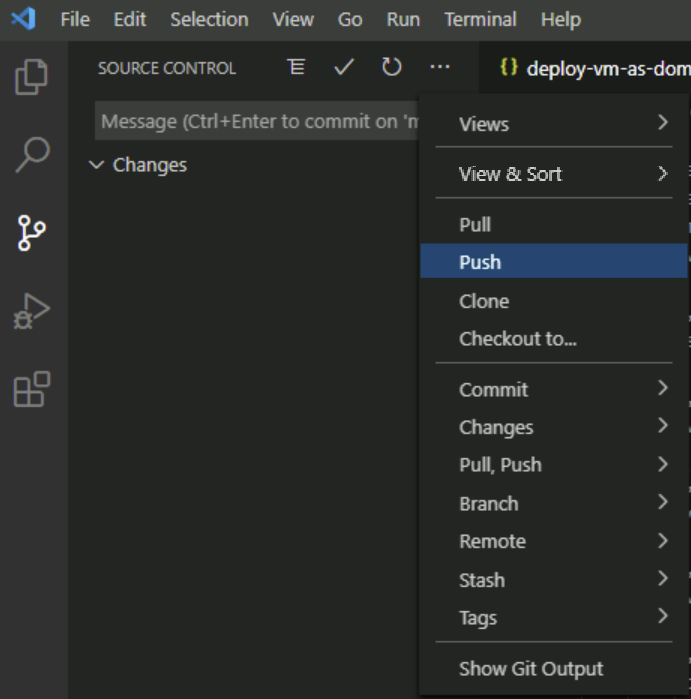 File Edit Selection View Go Run Terminal Help
SOURCE CONTROL
{} deploy-vm-as-dom
Message (Ctrl+Enter to commit on 'm
Changes
Views
View & Sort
Pull
Push
Clone
Checkout to...
Commit
Changes
Pull, Push
Branch
Remote
Stash
Tags
Show Git Output